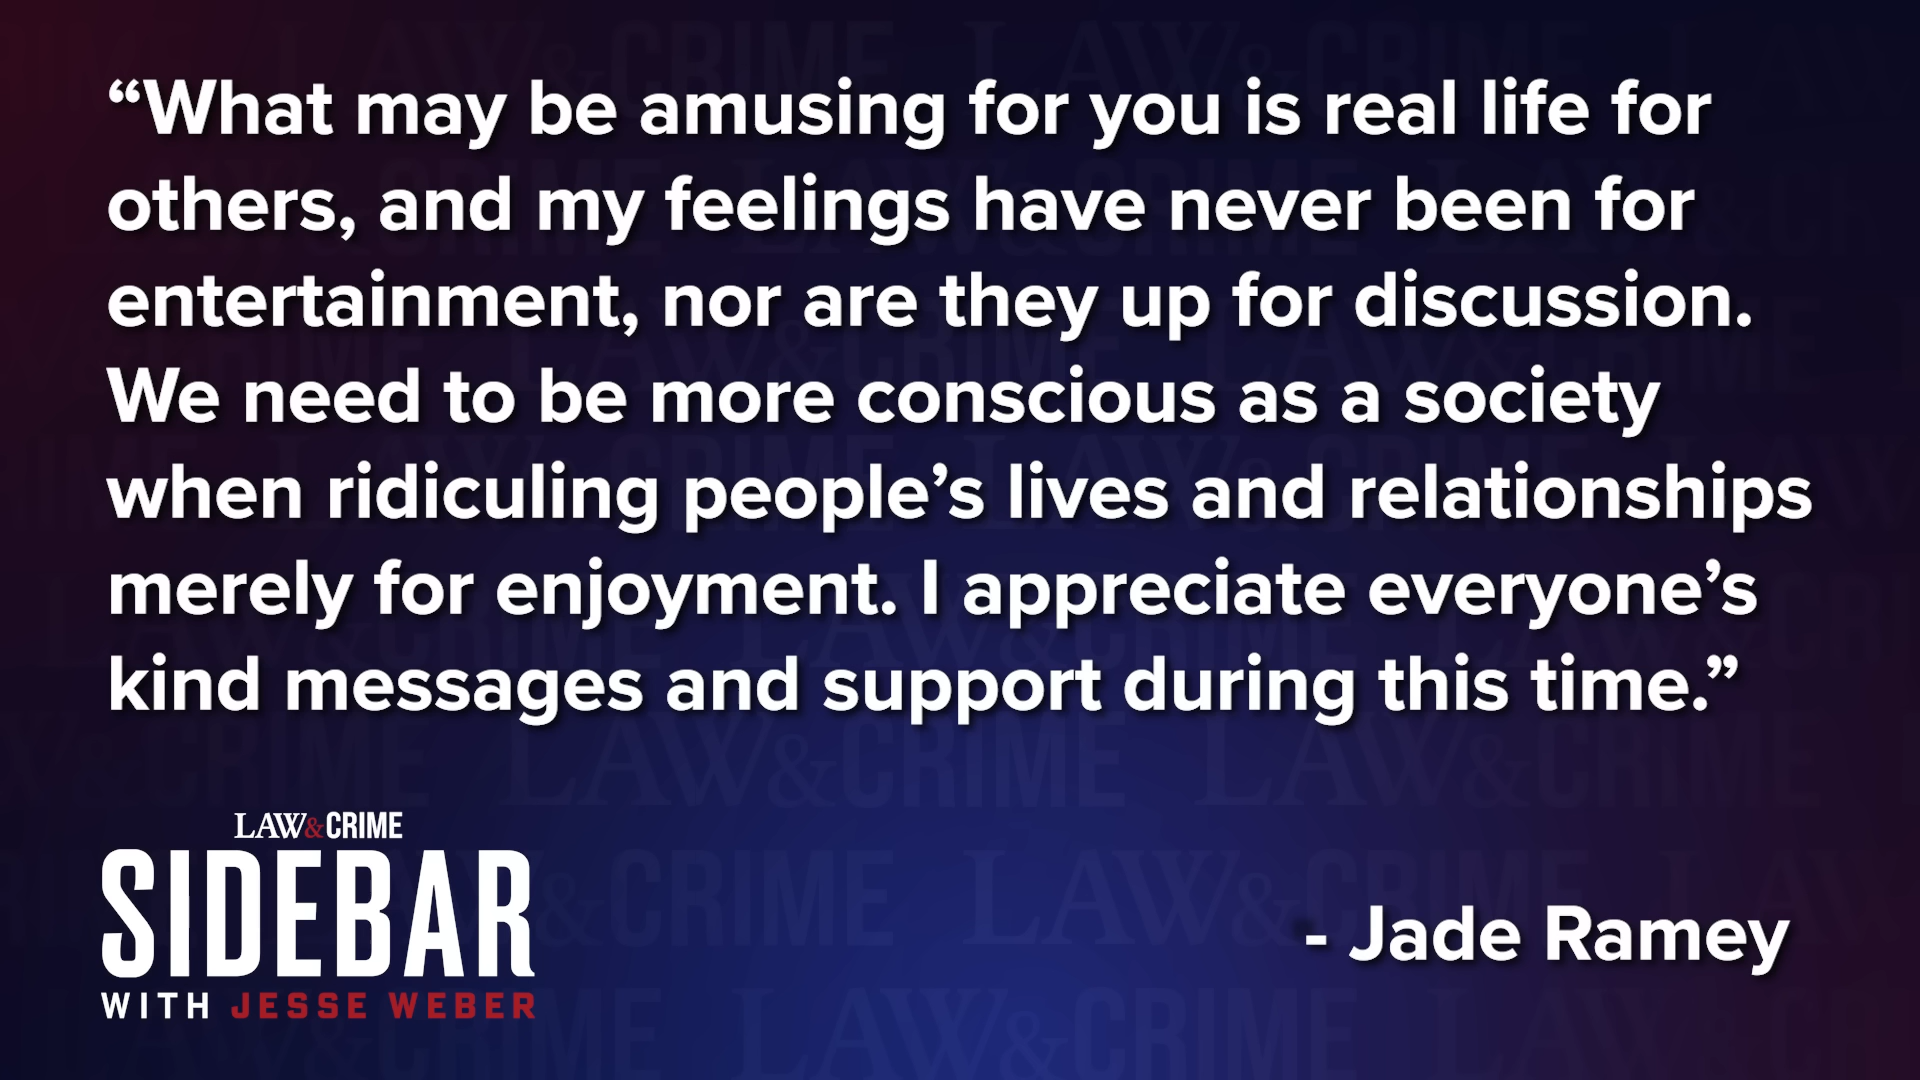 “What may be amusing for you is real life for
others, and my feelings have never been for
entertainment, nor are they up for discussion.
We need to be more conscious as a society
when ridiculing people’s lives and relationships
merely for enjoyment. I appreciate everyone’s
kind messages and support during this time.”
LAW&CRIME
SIDEBAR
WITH JESSE WEBER
- Jade Ramey